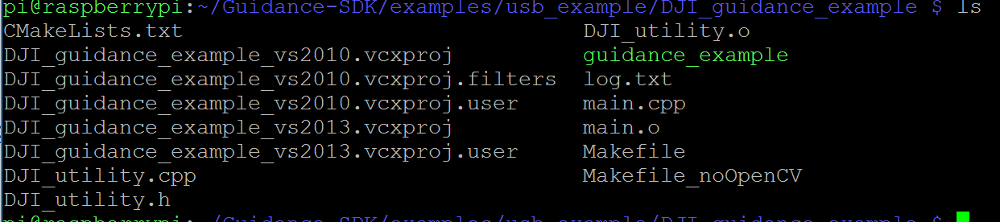 pi@raspberrypi:~/Guidance-SDK/examples/usb_example/DJI_guidance_example $ ls
CMakeLists.txt DJI_utility.o
DJI_guidance_example_vs2010.vcxproj guidance_example
DJI_guidance_example_vs2010.vcxproj.filters log.txt
DJI_guidance_example_vs2010.vcxproj.user main.cpp
DJI_guidance_example_vs2013.vcxproj main.o
DJI_guidance_example_vs2013.vcxproj.user Makefile
DJI_utility.cpp Makefile_noOpenCV
DJI_utility.h
pi@raspberrypi:~/Guidance-SDK/examples/usb_example/DJI_guidance_example $